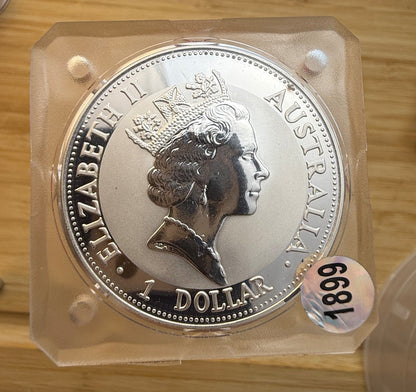 ELIZABETH II
AUSTRALIA
• 1 DOLLAR •
1899